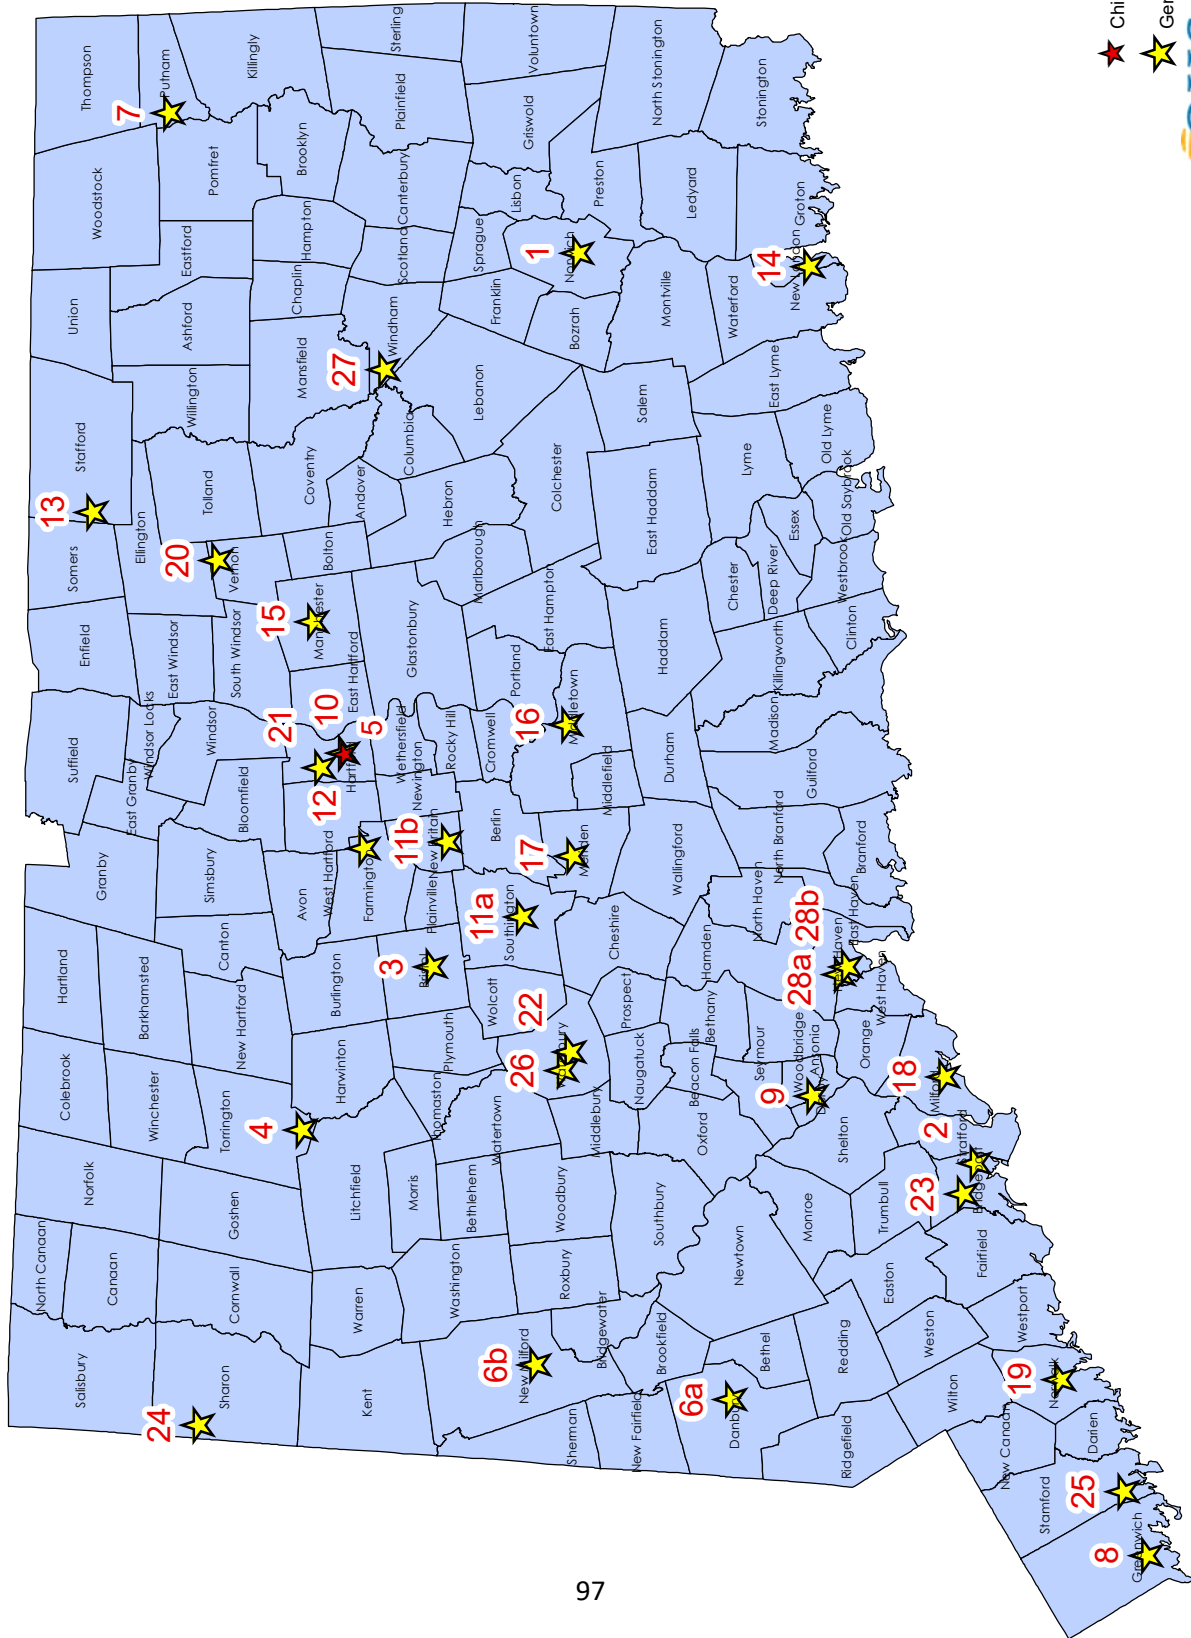 Salisbury
North Canaan
Canaan
Norfolk
Colebrook
Hartland
Granby
Suffield
Enfield
Somers
Stafford
13
Union
Woodstock
Thompson
7
Putnam
24
Sharon
Cornwall
Goshen
Torrington
Winchester
Barkhamsted
New Hartford
Canton
Simsbury
East Granby
Windsor Locks
Bloomfield
Windsor
East Windsor
South Windsor
Ellington
20
Vernon
Tolland
Willington
Ashford
Eastford
Pomfret
Killingly
Kent
Warren
Litchfield
4
Harwinton
Burlington
Avon
West Hartford
Farmington
12
21
10
5
Hartford
East Hartford
15
Manchester
Bolton
Coventry
Andover
Mansfield
Chaplin
Hampton
Brooklyn
Sterling
Plainfield
Morris
Bethlehem
Watertown
Thomaston
Plymouth
3
Bristol
Plainville
11b
New Britain
Newington
Wethersfield
Rocky Hill
Cromwell
Glastonbury
Marlborough
Hebron
Columbia
27
Windham
Scotland
Canterbury
Washington
New Milford
6b
Roxbury
Woodbury
Middlebury
26
22
Waterbury
Wolcott
11a
Southington
Berlin
17
Meriden
16
Middletown
Portland
East Hampton
Colchester
Lebanon
Franklin
Sprague
Lisbon
Griswold
Voluntown
Bozrah
1
Norwich
Preston
Sherman
Bridgewater
New Fairfield
Brookfield
Southbury
Oxford
Naugatuck
Prospect
Beacon Falls
Bethany
Cheshire
Wallingford
Middlefield
Durham
Haddam
East Haddam
Salem
Montville
Ledyard
North Stonington
6a
Danbury
Bethel
Newtown
Monroe
Shelton
Seymour
9
Derby
Ansonia
Woodbridge
Hamden
North Haven
North Branford
Guilford
Madison
Killingworth
Chester
Deep River
Essex
Lyme
East Lyme
Waterford
14
New London
Groton
Stonington
Ridgefield
Redding
Easton
Trumbull
2
Stratford
23
Bridgeport
18
Milford
Orange
West Haven
28a
28b
New Haven
East Haven
Branford
Clinton
Westbrook
Old Saybrook
Old Lyme
Wilton
Weston
Westport
Fairfield
19
Norwalk
New Canaan
Darien
Stamford
25
8
Greenwich
Chi
Ger
97